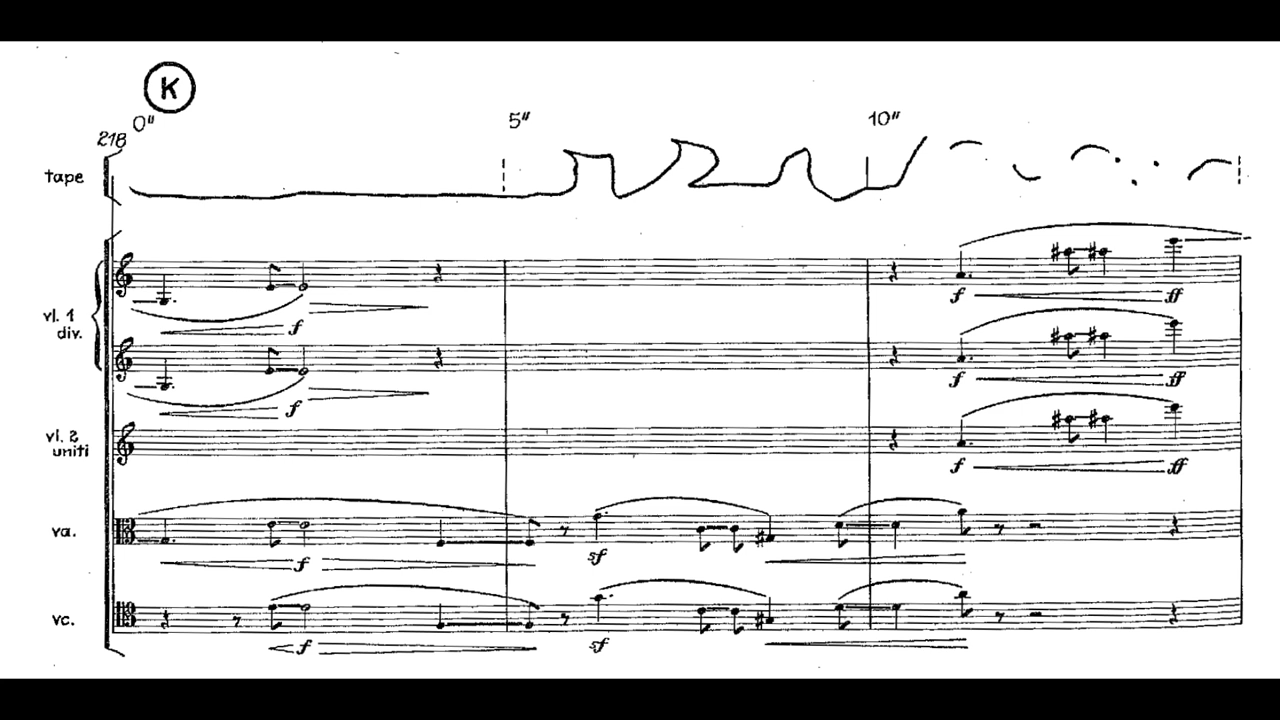 K
0" 5" 10"
218
tape
vl. 1
div.
f
f ff
f
f ff
vl. 2
uniti
f ff
va.
f sf
vc.
f sf